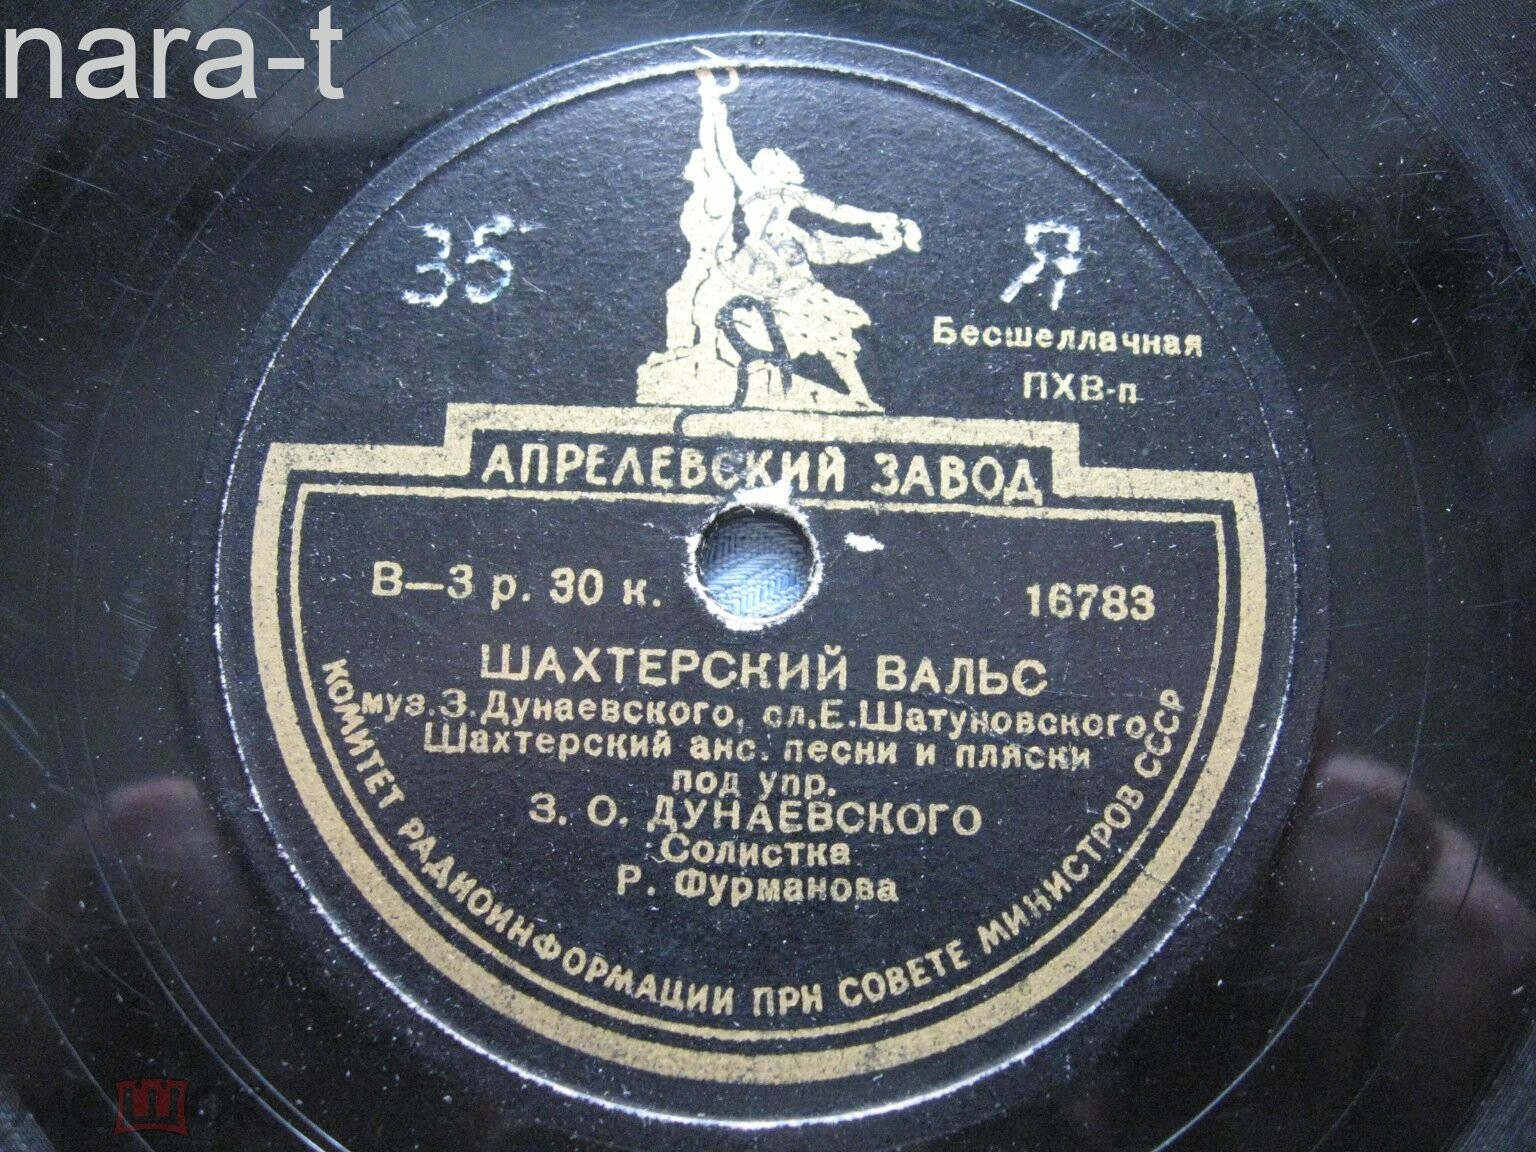 nara-t
35
Я
Бесшеллачная
ПХВ-п
АПРЕЛЕВСКИЙ ЗАВОД
В—3 р. 30 к.
16783
ШАХТЕРСКИЙ ВАЛЬС
муз. З. Дунаевского, сл. Е. Шатуновского
Шахтерский анс. песни и пляски
под упр.
З. О. ДУНАЕВСКОГО
Солистка
Р. Фурманова
КОМИТЕТ РАДИОИНФОРМАЦИИ ПРИ СОВЕТЕ МИНИСТРОВ СССР